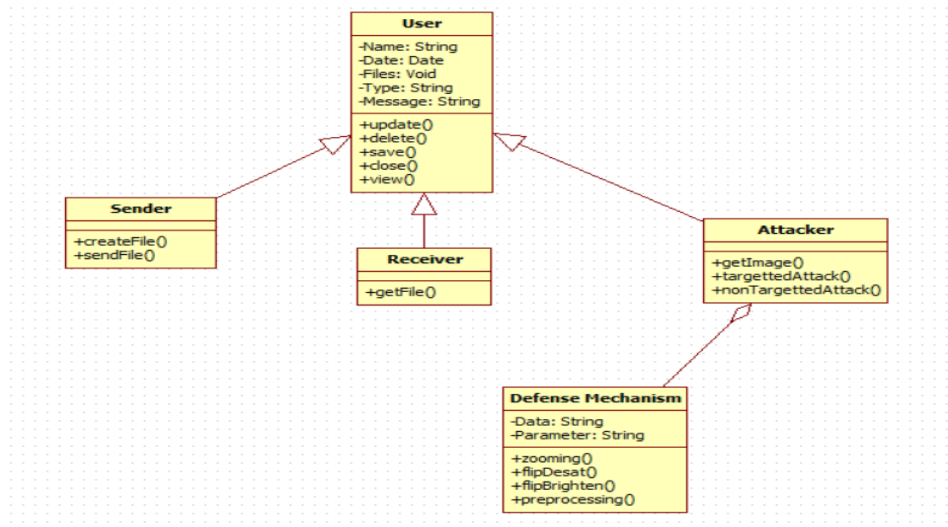 User
-Name: String
-Date: Date
-Files: Void
-Type: String
-Message: String
+update()
+delete()
+save()
+close()
+view()
Sender
+createFile()
+sendFile()
Receiver
+getFile()
Attacker
+getImage()
+targettedAttack()
+nonTargettedAttack()
Defense Mechanism
-Data: String
-Parameter: String
+zooming()
+flipDesat()
+flipBrighten()
+preprocessing()